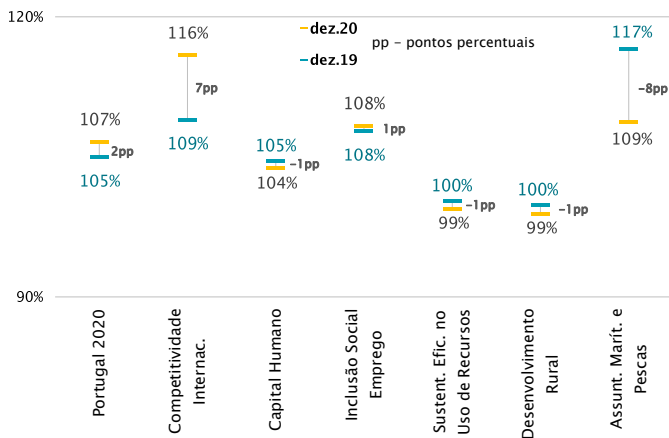 120%
90%
dez.20
dez.19
pp - pontos percentuais
107%
2pp
105%
116%
7pp
109%
105%
-1pp
104%
108%
1pp
108%
100%
-1pp
99%
100%
-1pp
99%
117%
-8pp
109%
Portugal 2020
Competitividade
Internac.
Capital Humano
Inclusão Social
Emprego
Sustent. Efic. no
Uso de Recursos
Desenvolvimento
Rural
Assunt. Marít. e
Pescas